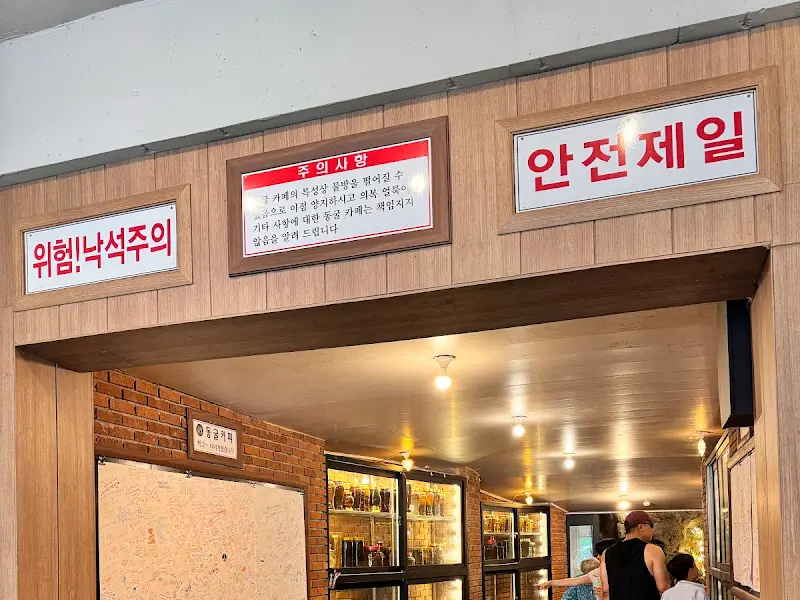 위험!낙석주의
주의사항
굴 카페의 특성상 물방울 떨어질 수
있음으로 이점 양지하시고 의복 얼룩이
기타 사항에 대한 동굴 카페는 책임지지
않음을 알려 드립니다
안전제일
동굴카페